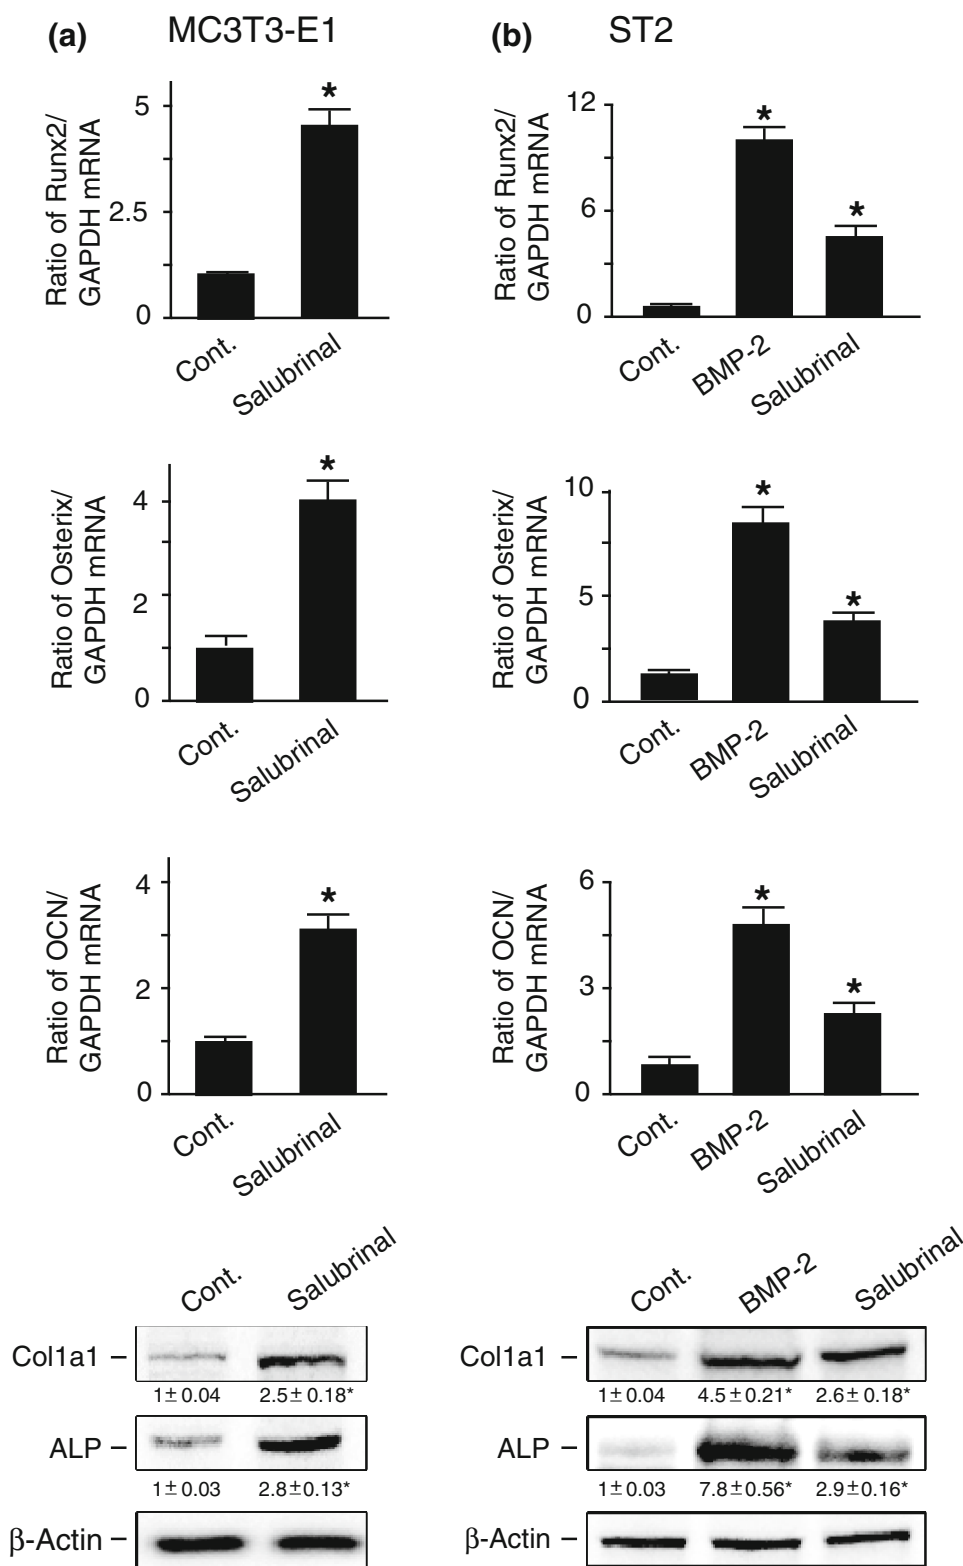 (a) MC3T3-E1
Ratio of Runx2/
GAPDH mRNA
5
2.5
0
*
Cont.
Salubrinal
Ratio of Osterix/
GAPDH mRNA
4
2
0
*
Cont.
Salubrinal
Ratio of OCN/
GAPDH mRNA
4
2
0
*
Cont.
Salubrinal
Cont.
Salubrinal
Col1a1
1± 0.04 2.5± 0.18*
ALP
1± 0.03 2.8±0.13*
β-Actin
(b) ST2
Ratio of Runx2/
GAPDH mRNA
12
6
0
*
*
Cont.
BMP-2
Salubrinal
Ratio of Osterix/
GAPDH mRNA
10
5
0
*
*
Cont.
BMP-2
Salubrinal
Ratio of OCN/
GAPDH mRNA
6
3
0
*
*
Cont.
BMP-2
Salubrinal
Cont.
BMP-2
Salubrinal
Col1a1
1± 0.04 4.5±0.21* 2.6±0.18*
ALP
1± 0.03 7.8±0.56* 2.9±0.16*
β-Actin